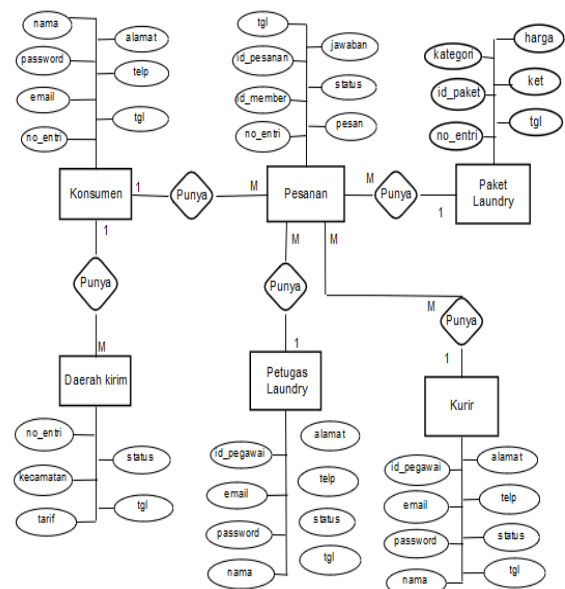 nama
alamat
password
telp
email
tgl
no_entri
tgl
jawaban
id_pesanan
status
id_member
pesan
no_entri
harga
kategori
ket
id_paket
tgl
no_entri
Konsumen
1
Punya
M
Pesanan
M
Punya
1
Paket
Laundry
1
Punya
M
M
Punya
1
M
M
Punya
1
Daerah kirim
Petugas
Laundry
Kurir
no_entri
status
kecamatan
tgl
tarif
alamat
id_pegawai
telp
email
status
password
tgl
nama
alamat
id_pegawai
telp
email
status
password
tgl
nama